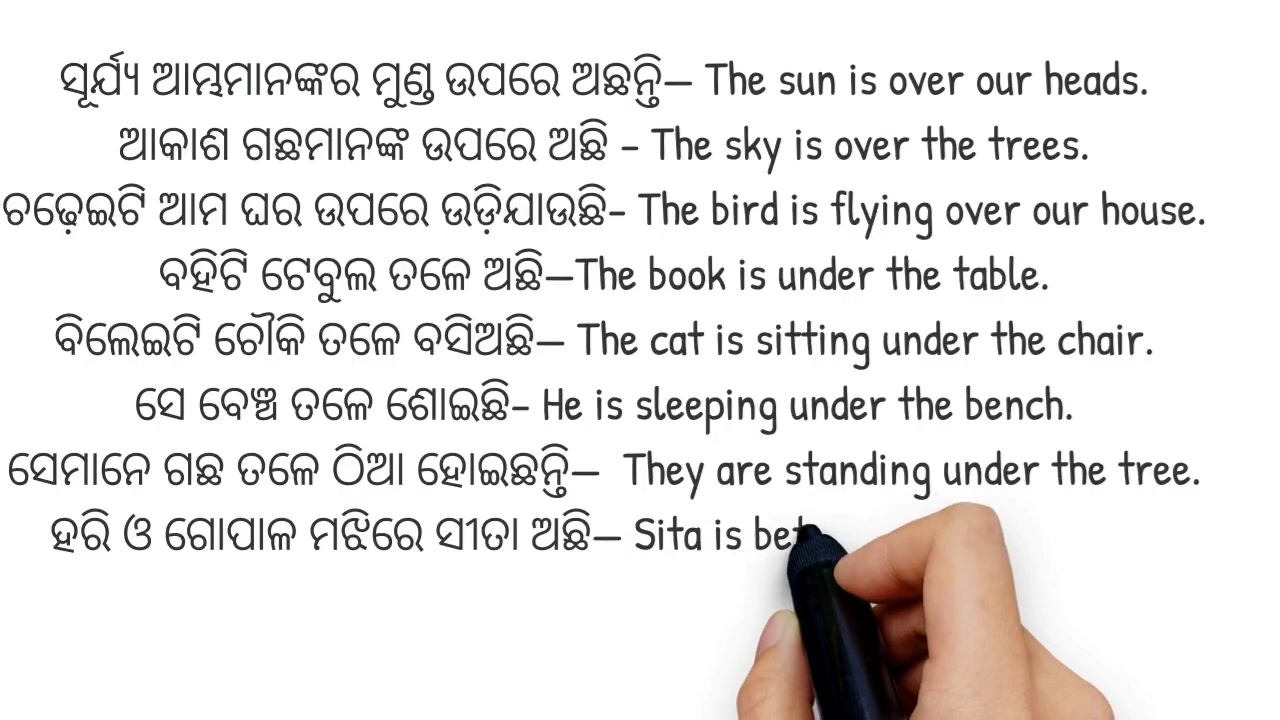 ସୂର୍ଯ୍ୟ ଆମ୍ଭମାନଙ୍କର ମୁଣ୍ଡ ଉପରେ ଅଛନ୍ତି— The sun is over our heads.
ଆକାଶ ଗଛମାନଙ୍କ ଉପରେ ଅଛି – The sky is over the trees.
ଚଢ଼େଇଟି ଆମ ଘର ଉପରେ ଉଡ଼ିଯାଉଛି– The bird is flying over our house.
ବହିଟି ଟେବୁଲ ତଳେ ଅଛି—The book is under the table.
ବିଲେଇଟି ଚୌକି ତଳେ ବସିଅଛି— The cat is sitting under the chair.
ସେ ବେଞ୍ଚ ତଳେ ଶୋଇଛି– He is sleeping under the bench.
ସେମାନେ ଗଛ ତଳେ ଠିଆ ହୋଇଛନ୍ତି— They are standing under the tree.
ହରି ଓ ଗୋପାଳ ମଝିରେ ସୀତା ଅଛି— Sita is bet